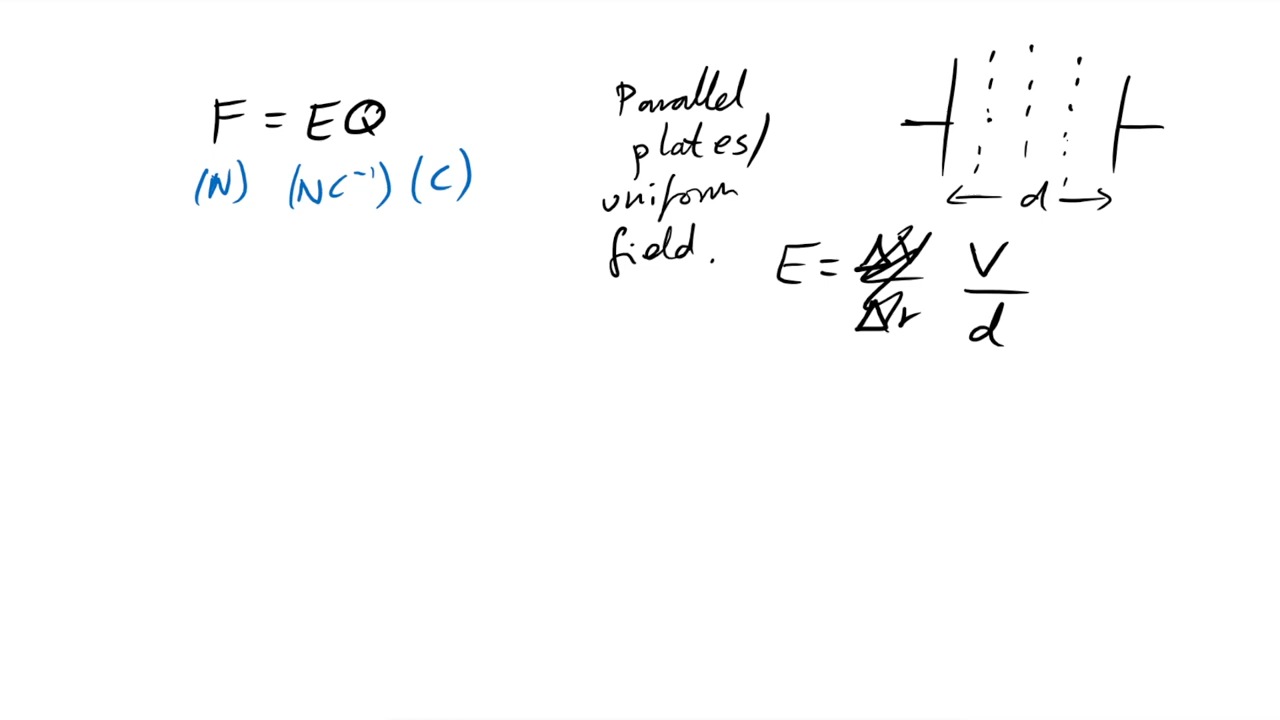 F = EQ
(N) (NC⁻¹) (C)
Parallel
plates/
uniform
field.
d
E = V/d